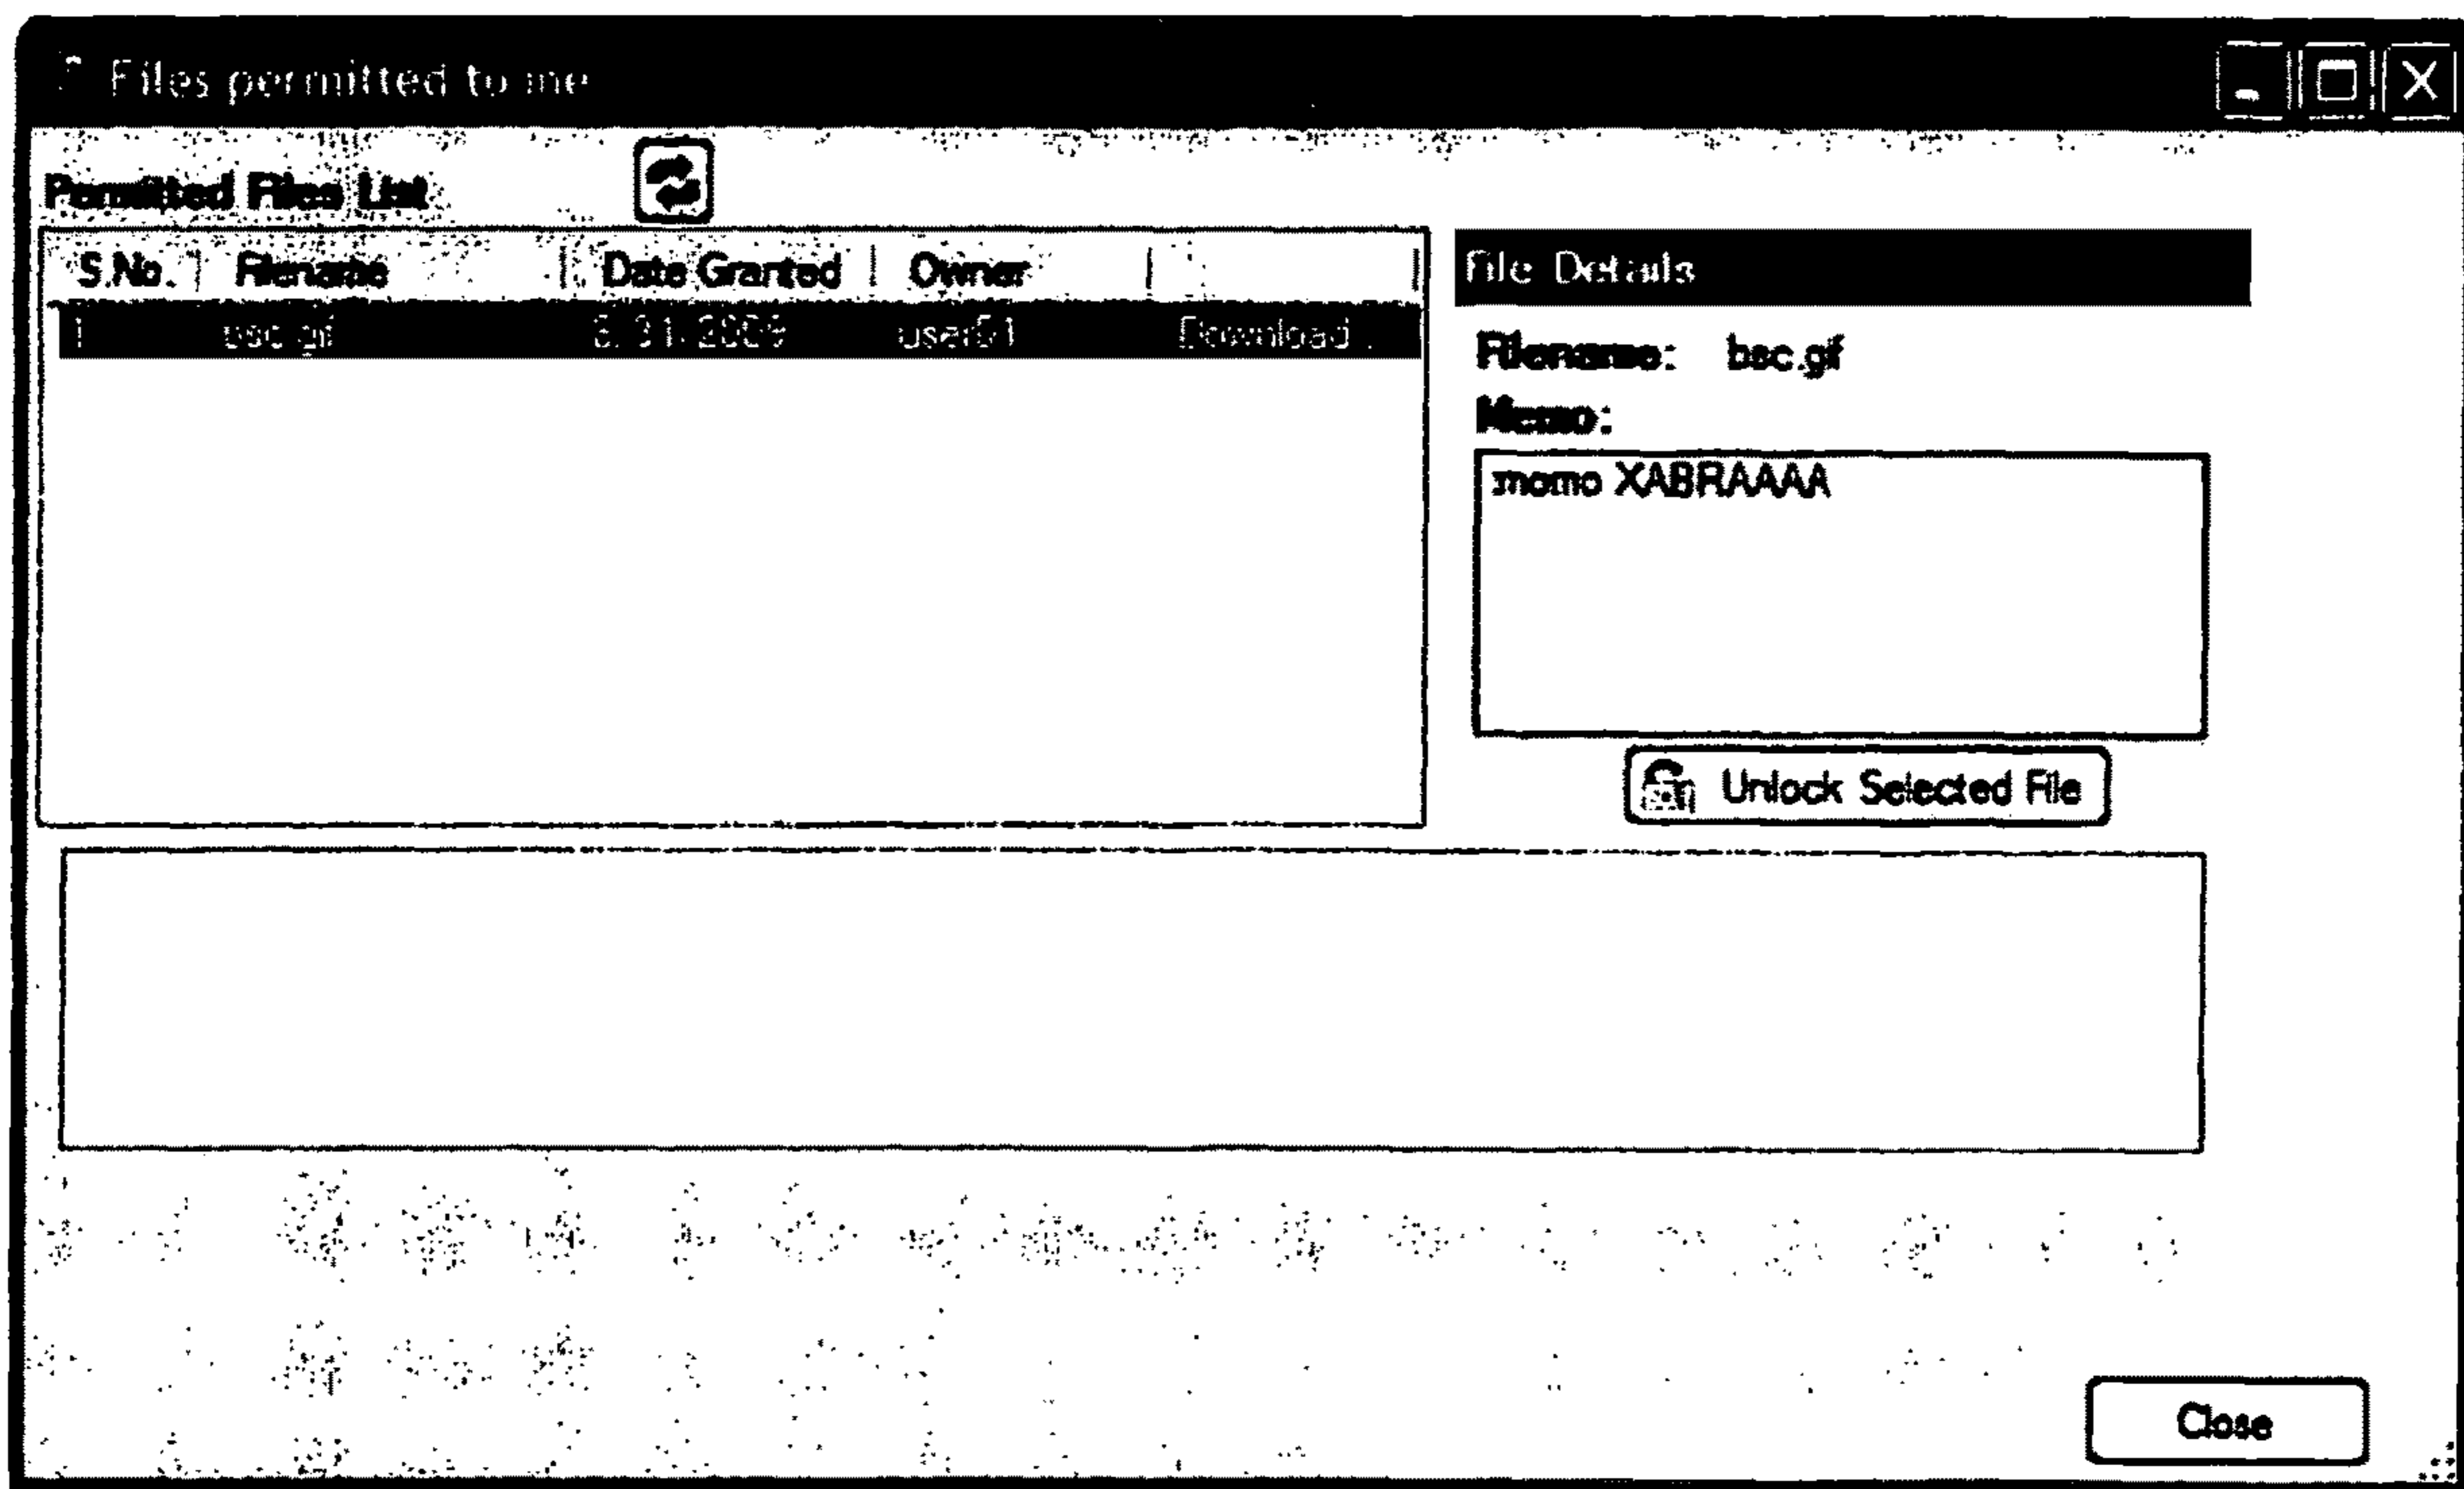 Files permitted to me
Permitted Files List
S.No. Filename Date Granted Owner
1 bsc.gif user51 Download
File Details
Filename: bsc.gif
Memo:
memo XABRAAAA
Unlock Selected File
Close